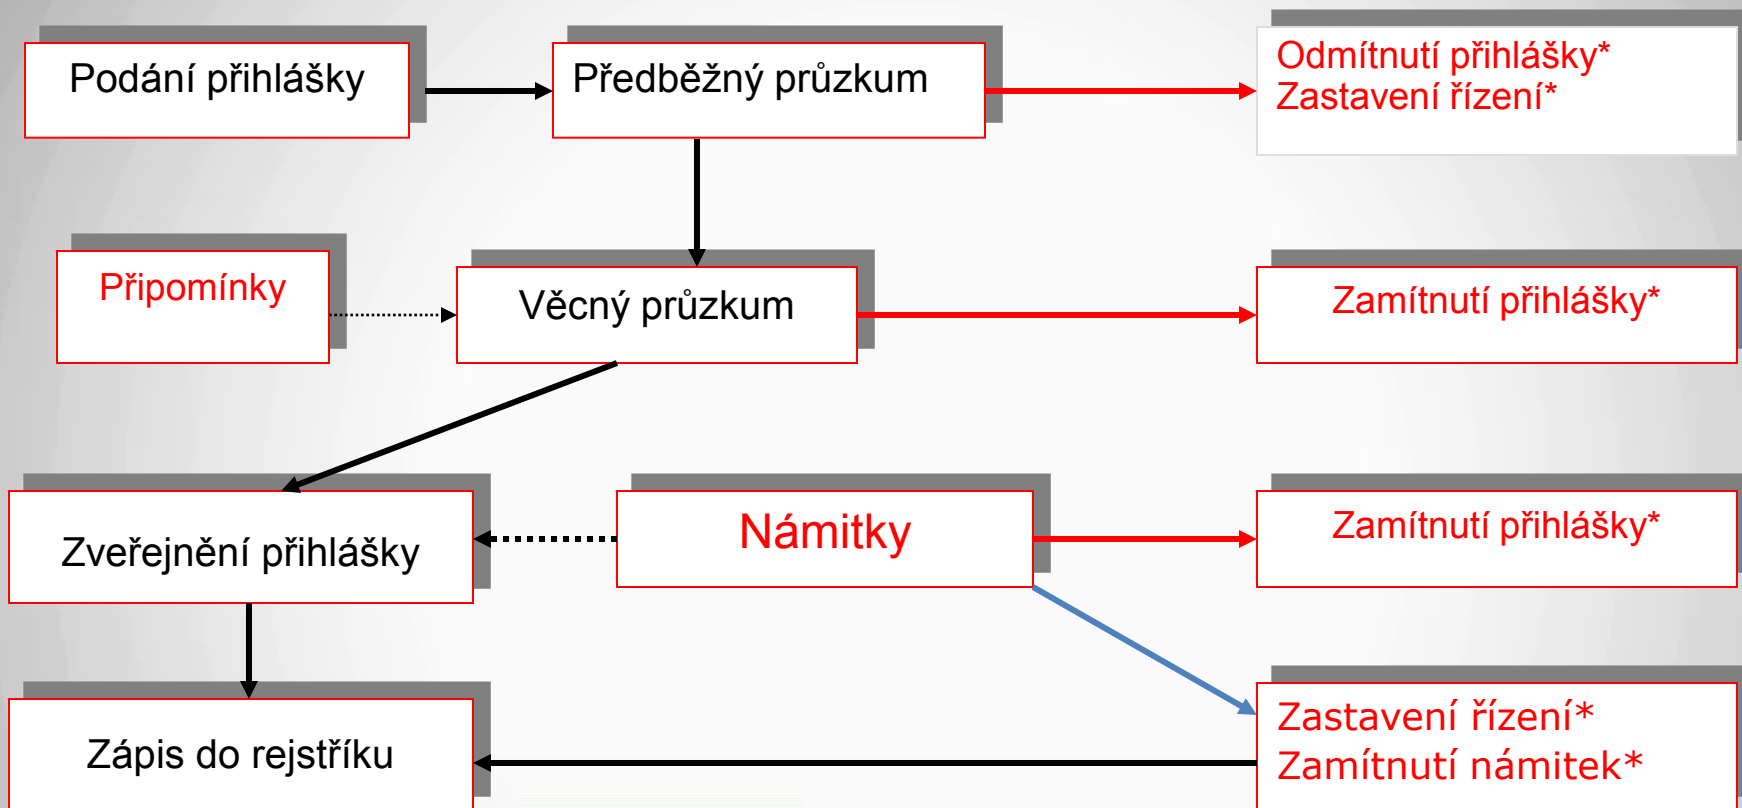 Podání přihlášky
Předběžný průzkum
Odmítnutí přihlášky*
Zastavení řízení*
Připomínky
Věcný průzkum
Zamítnutí přihlášky*
Zveřejnění přihlášky
Námitky
Zamítnutí přihlášky*
Zápis do rejstříku
Zastavení řízení*
Zamítnutí námitek*